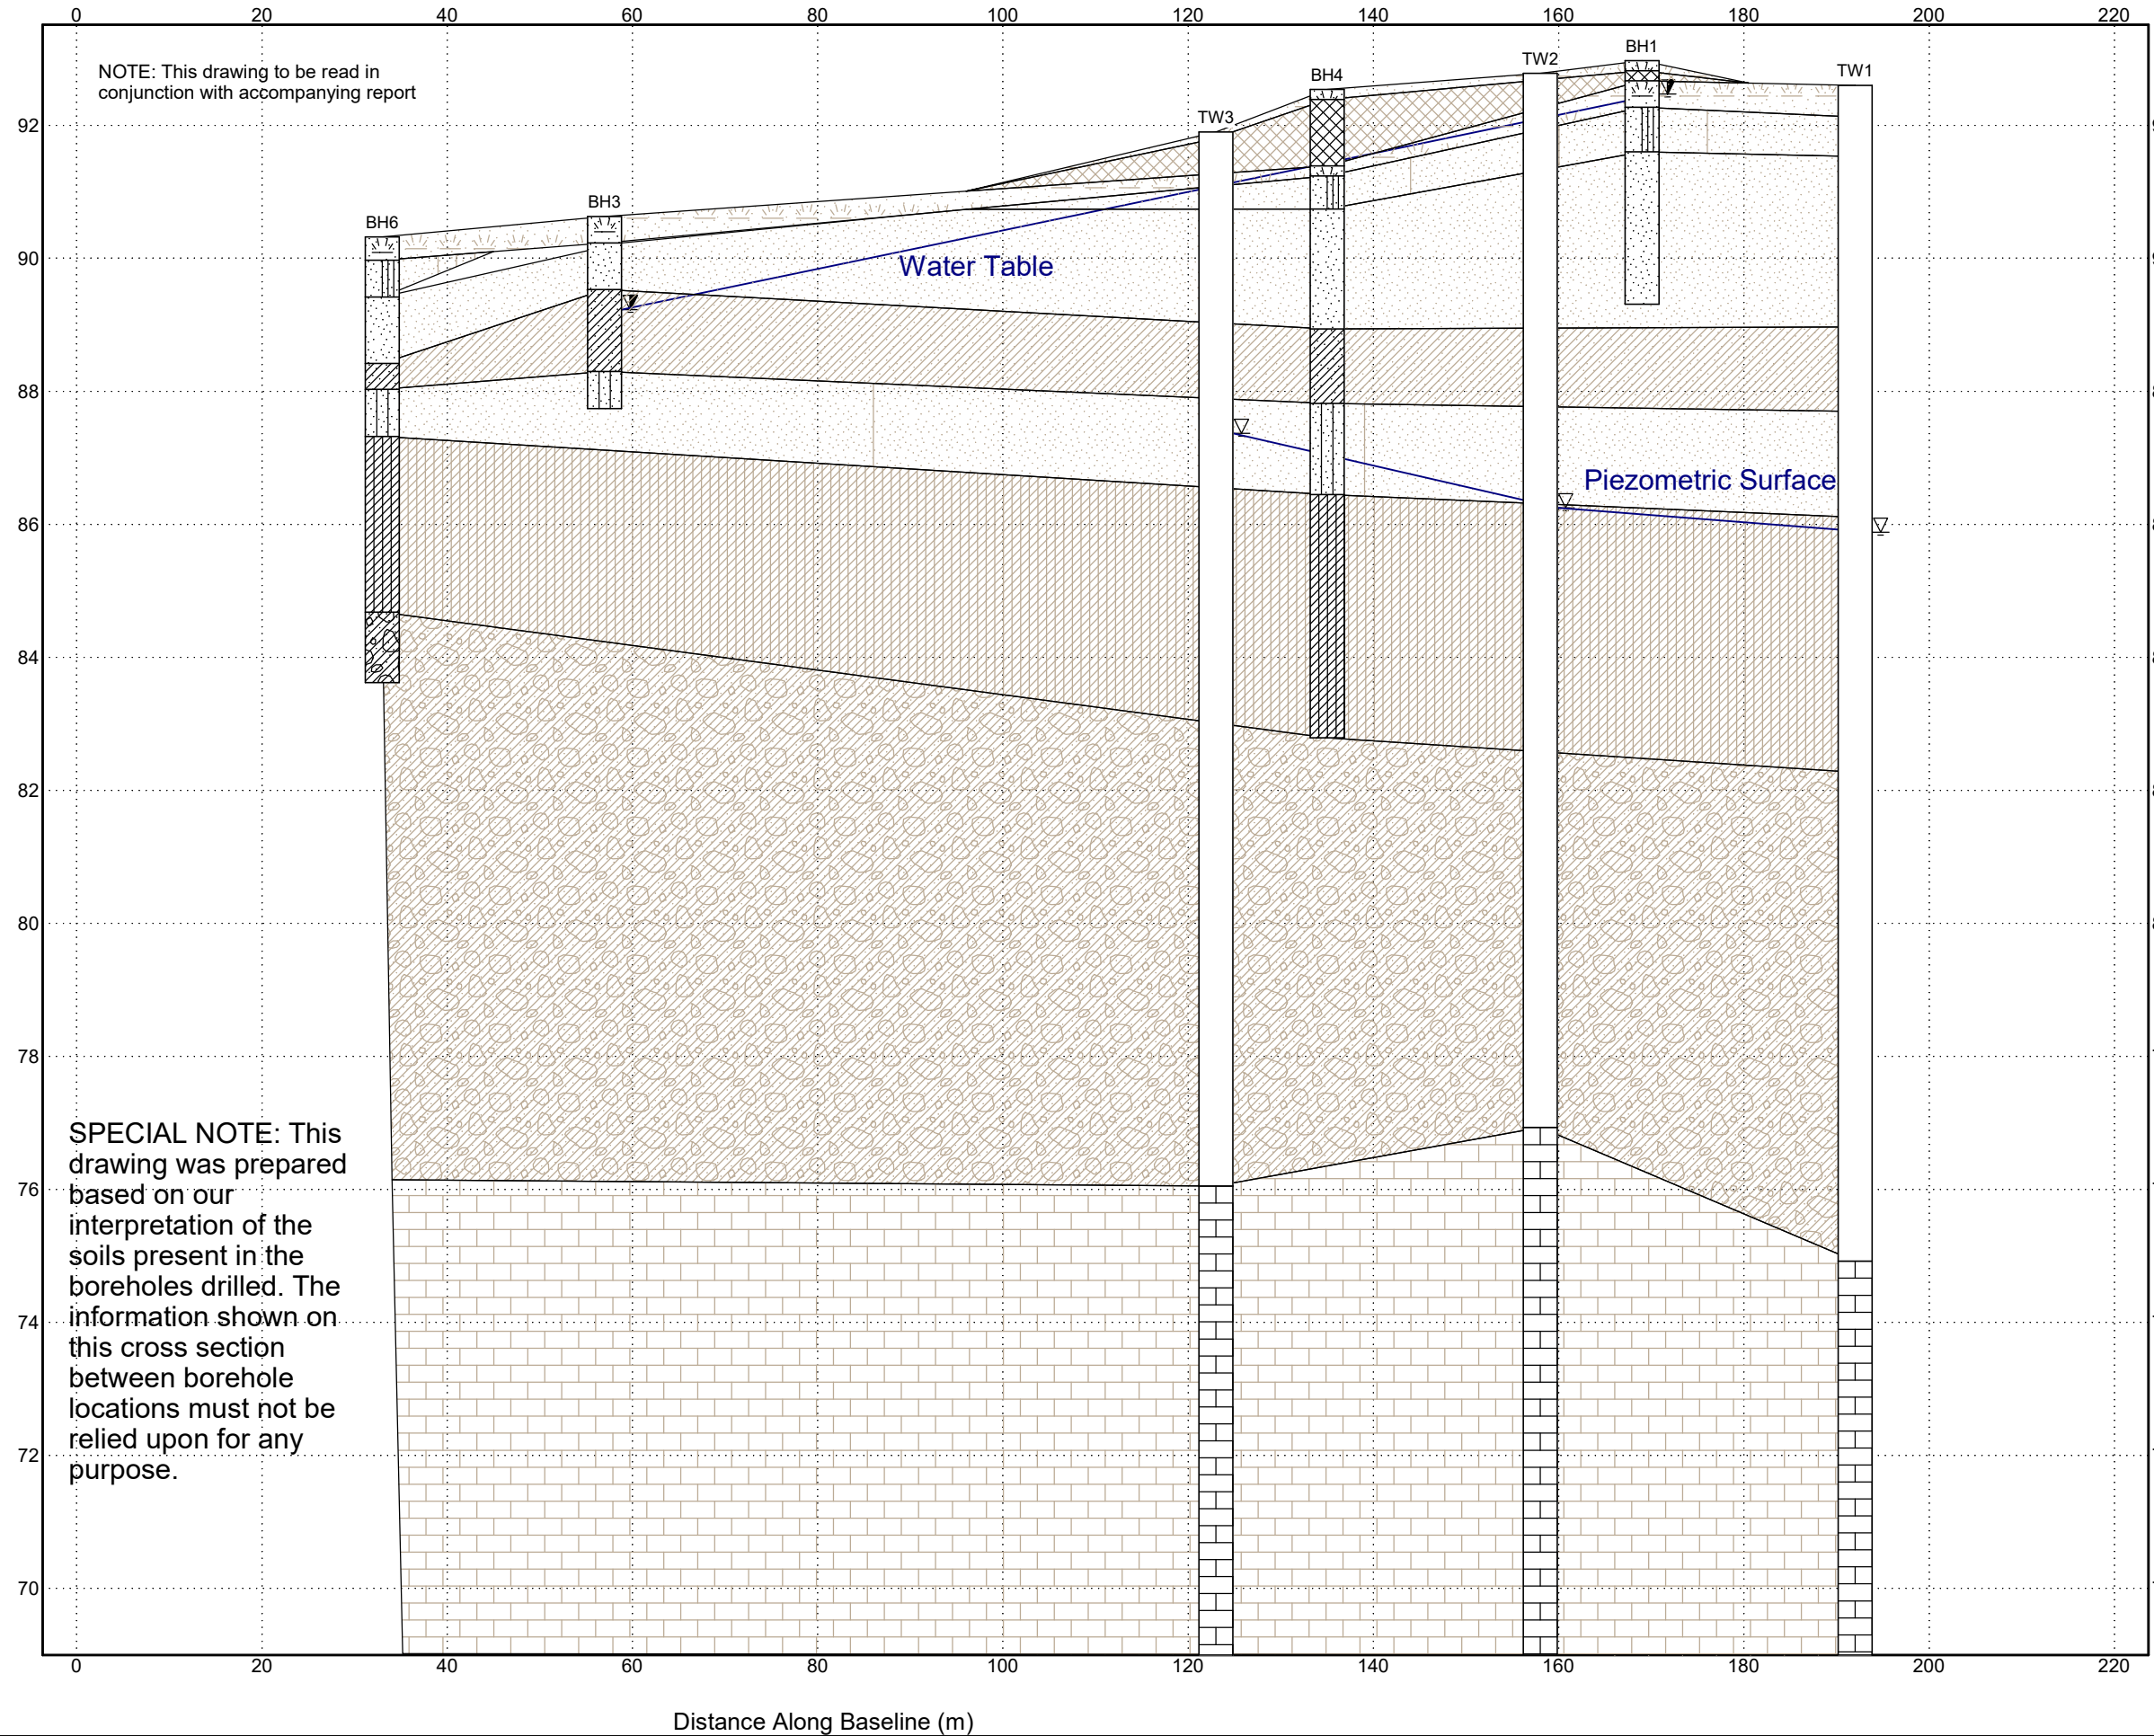 0 20 40 60 80 100 120 140 160 180 200 220
NOTE: This drawing to be read in
conjunction with accompanying report
BH6
BH3
TW3
BH4
TW2
BH1
TW1
92
90
88
86
84
82
80
78
76
74
72
70
Water Table
Piezometric Surface
SPECIAL NOTE: This
drawing was prepared
based on our
interpretation of the
soils present in the
boreholes drilled. The
information shown on
this cross section
between borehole
locations must not be
relied upon for any
purpose.
0 20 40 60 80 100 120 140 160 180 200 220
Distance Along Baseline (m)